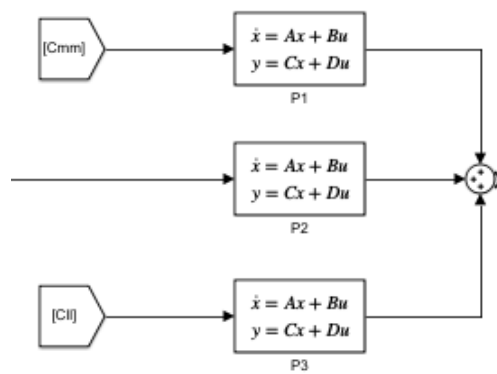 [Cmm]
ẋ = Ax + Bu
y = Cx + Du
P1
ẋ = Ax + Bu
y = Cx + Du
P2
[Cll]
ẋ = Ax + Bu
y = Cx + Du
P3